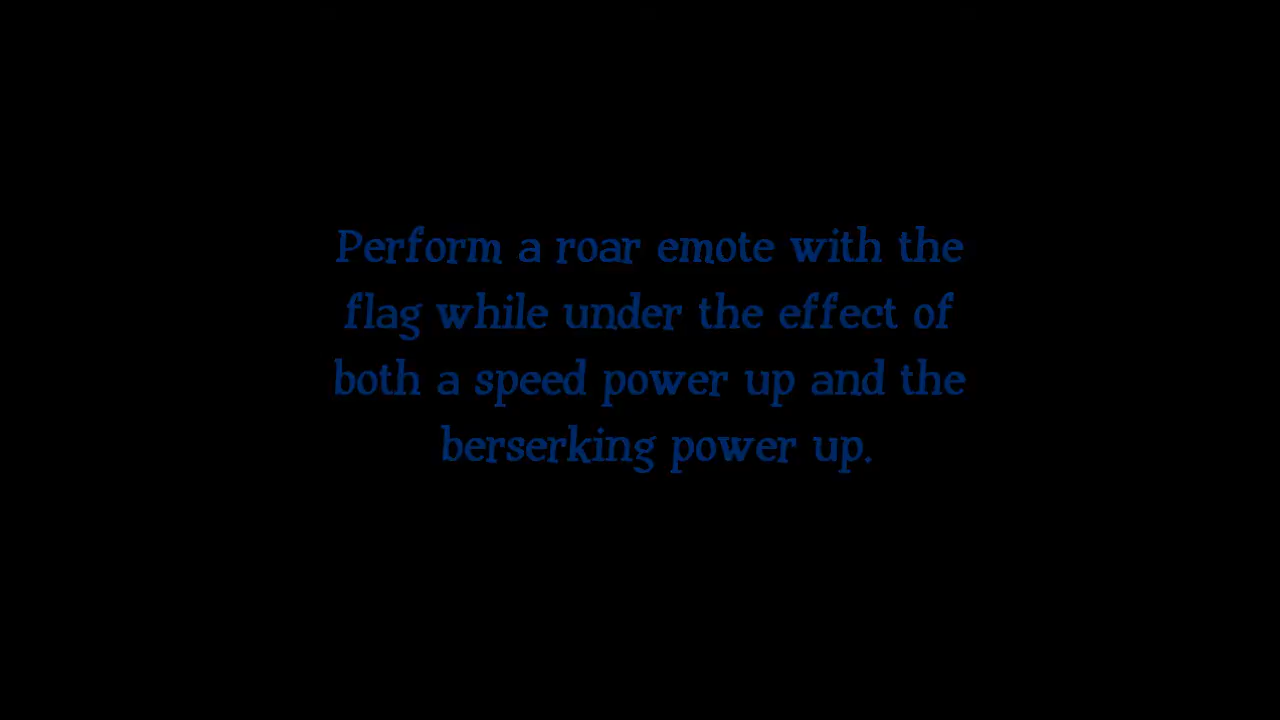 Perform a roar emote with the
flag while under the effect of
both a speed power up and the
berserking power up.